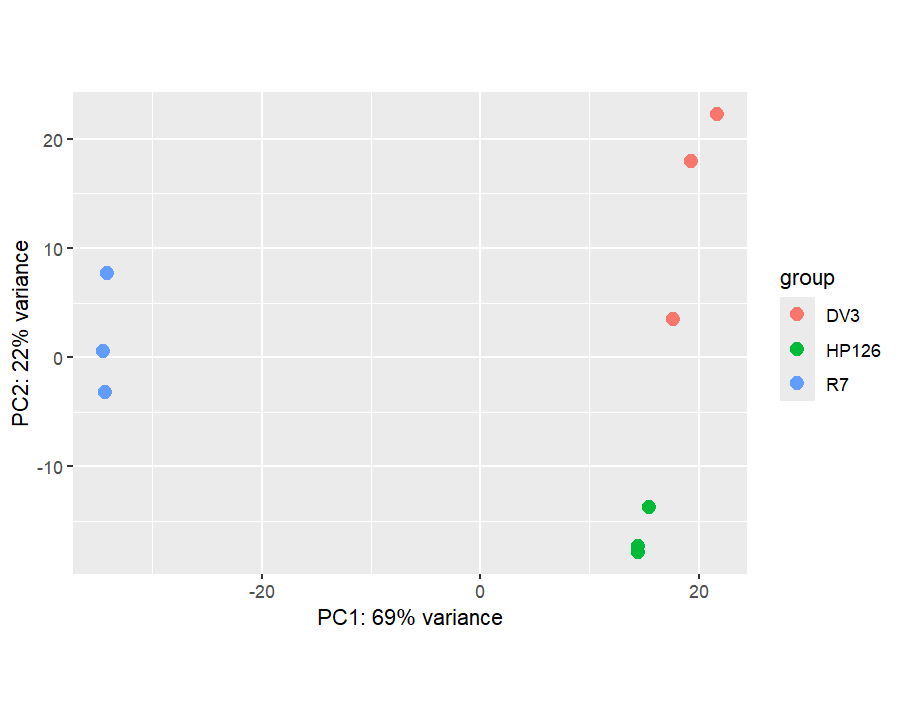 20
10
0
-10
-20
0
20
PC1: 69% variance
PC2: 22% variance
group
DV3
HP126
R7